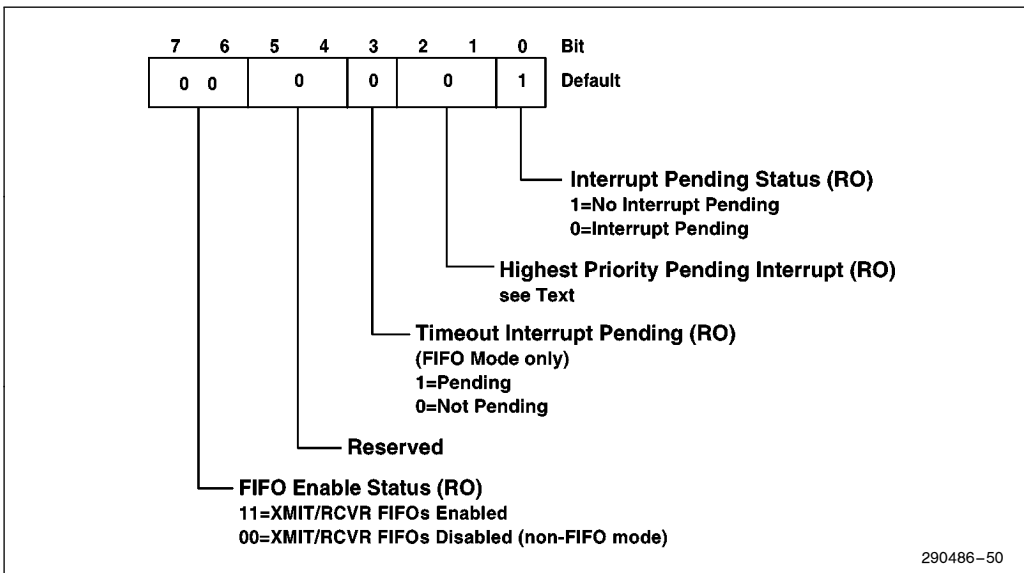 7 6 5 4 3 2 1 0 Bit
0 0 0 0 0 1 Default
Interrupt Pending Status (RO)
1=No Interrupt Pending
0=Interrupt Pending
Highest Priority Pending Interrupt (RO)
see Text
Timeout Interrupt Pending (RO)
(FIFO Mode only)
1=Pending
0=Not Pending
Reserved
FIFO Enable Status (RO)
11=XMIT/RCVR FIFOs Enabled
00=XMIT/RCVR FIFOs Disabled (non-FIFO mode)
290486–50